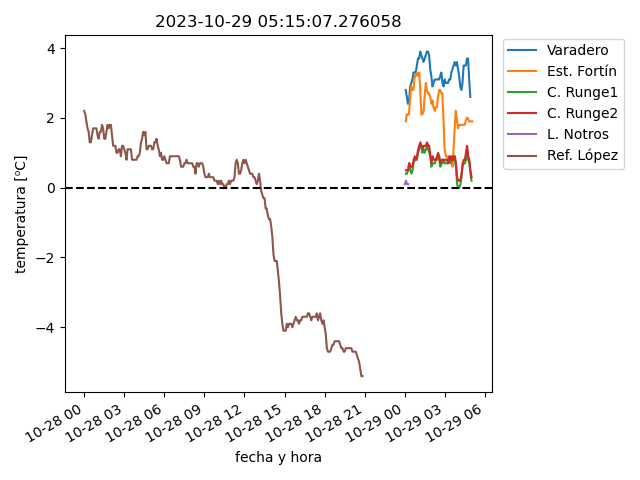 2023-10-29 05:15:07.276058
temperatura [ºC]
4
2
0
−2
−4
10-28 00
10-28 03
10-28 06
10-28 09
10-28 12
10-28 15
10-28 18
10-28 21
10-29 00
10-29 03
10-29 06
fecha y hora
Varadero
Est. Fortín
C. Runge1
C. Runge2
L. Notros
Ref. López